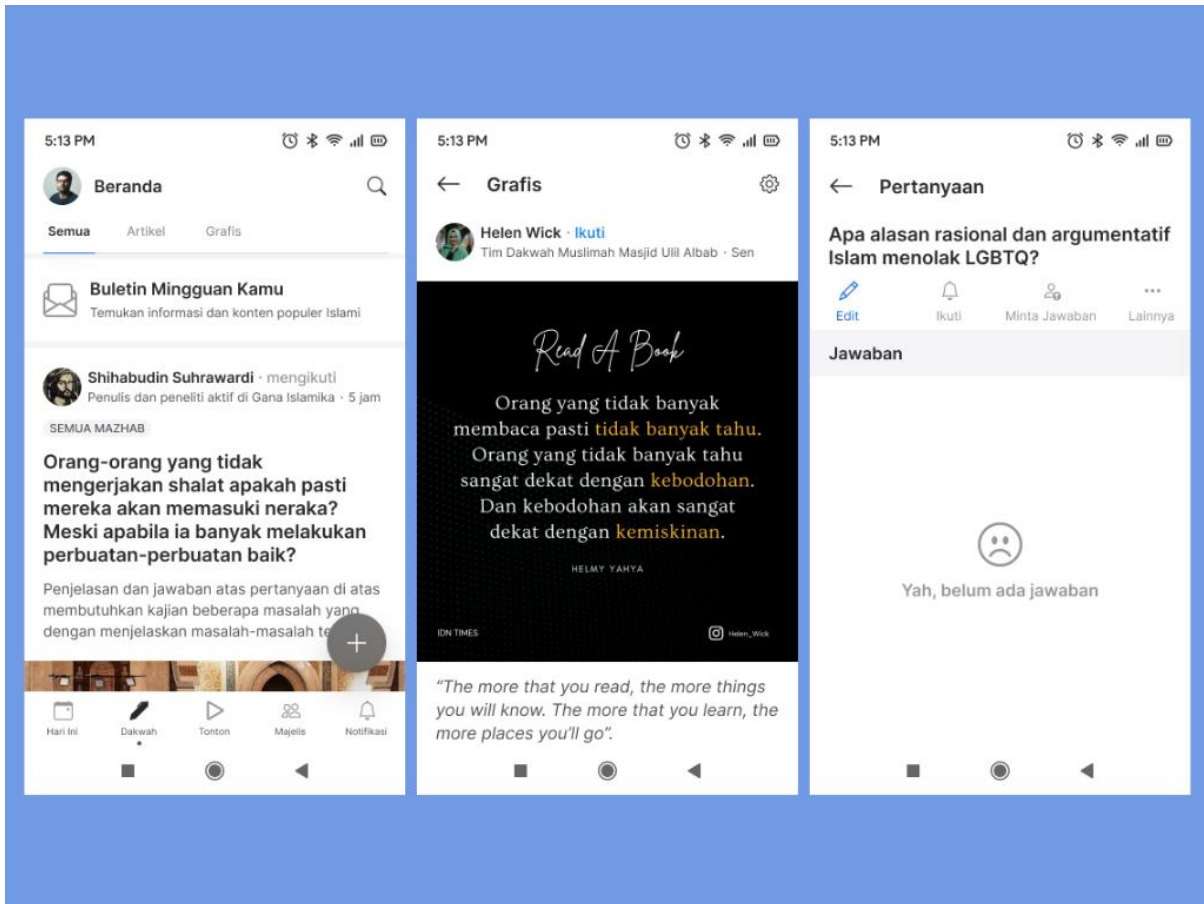 5:13 PM
Beranda
Semua Artikel Grafis
Buletin Mingguan Kamu
Temukan informasi dan konten populer Islami
Shihabudin Suhrawardi · mengikuti
Penulis dan peneliti aktif di Gana Islamika · 5 jam
SEMUA MAZHAB
Orang-orang yang tidak
mengerjakan shalat apakah pasti
mereka akan memasuki neraka?
Meski apabila ia banyak melakukan
perbuatan-perbuatan baik?
Penjelasan dan jawaban atas pertanyaan di atas
membutuhkan kajian beberapa masalah yang
dengan menjelaskan masalah-masalah te
Hari Ini Dakwah Tonton Majelis Notifikasi
5:13 PM
Grafis
Helen Wick · Ikuti
Tim Dakwah Muslimah Masjid Ulil Albab · Sen
Read A Book
Orang yang tidak banyak
membaca pasti tidak banyak tahu.
Orang yang tidak banyak tahu
sangat dekat dengan kebodohan.
Dan kebodohan akan sangat
dekat dengan kemiskinan.
HELMY YAHYA
IDN TIMES Helen_Wick
"The more that you read, the more things
you will know. The more that you learn, the
more places you'll go".
5:13 PM
Pertanyaan
Apa alasan rasional dan argumentatif
Islam menolak LGBTQ?
Edit Ikuti Minta Jawaban Lainnya
Jawaban
Yah, belum ada jawaban